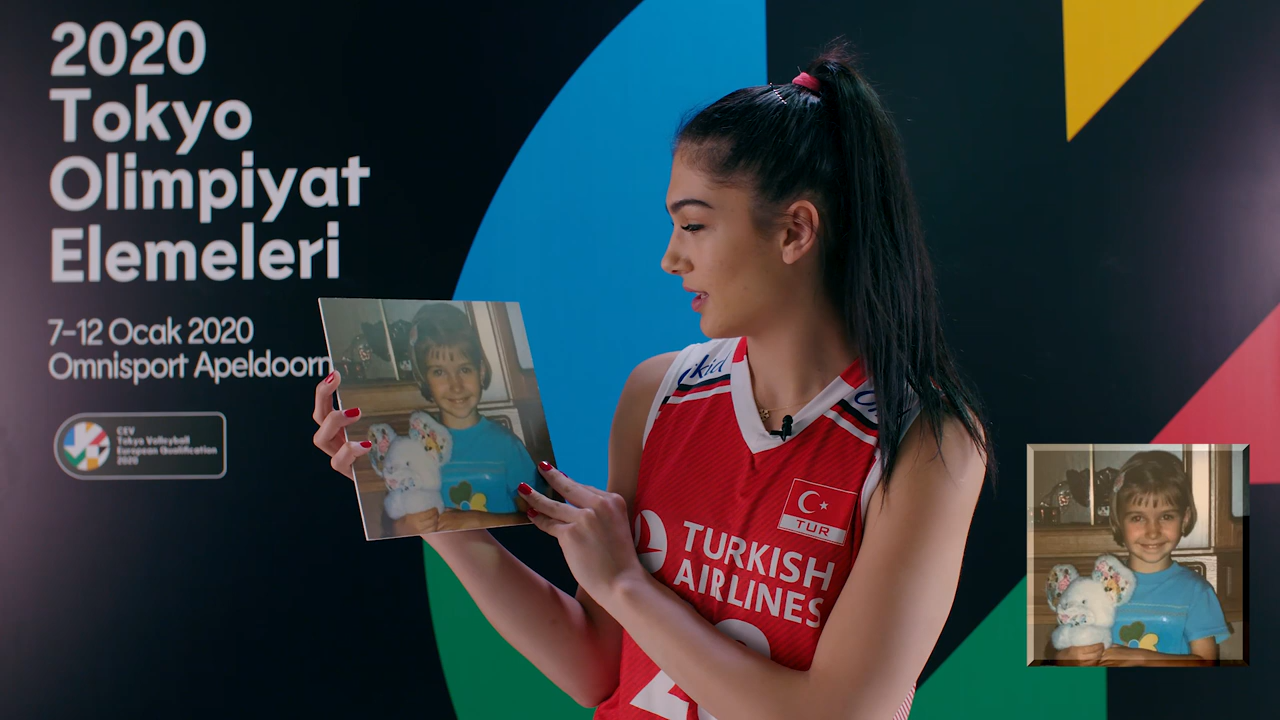 2020
Tokyo
Olimpiyat
Elemeleri
7-12 Ocak 2020
Omnisport Apeldoorn
CEV
Tokyo Volleyball
European Qualification
2020
TUR
TURKISH
AIRLINES